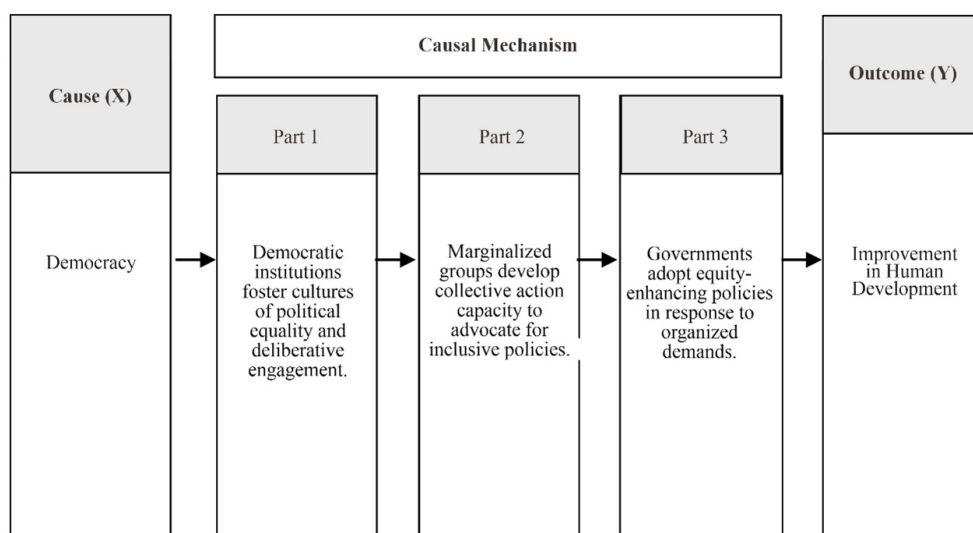 Causal Mechanism
Cause (X)
Outcome (Y)
Part 1
Part 2
Part 3
Democracy
Democratic
institutions
foster cultures
of political
equality and
deliberative
engagement.
Marginalized
groups develop
collective action
capacity to
advocate for
inclusive policies.
Governments
adopt equity-
enhancing policies
in response to
organized
demands.
Improvement
in Human
Development